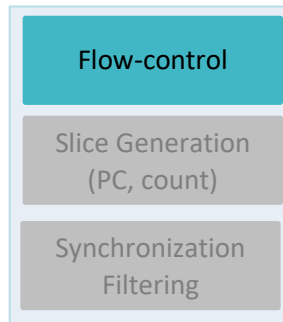 Flow-control
Slice Generation
(PC, count)
Synchronization
Filtering